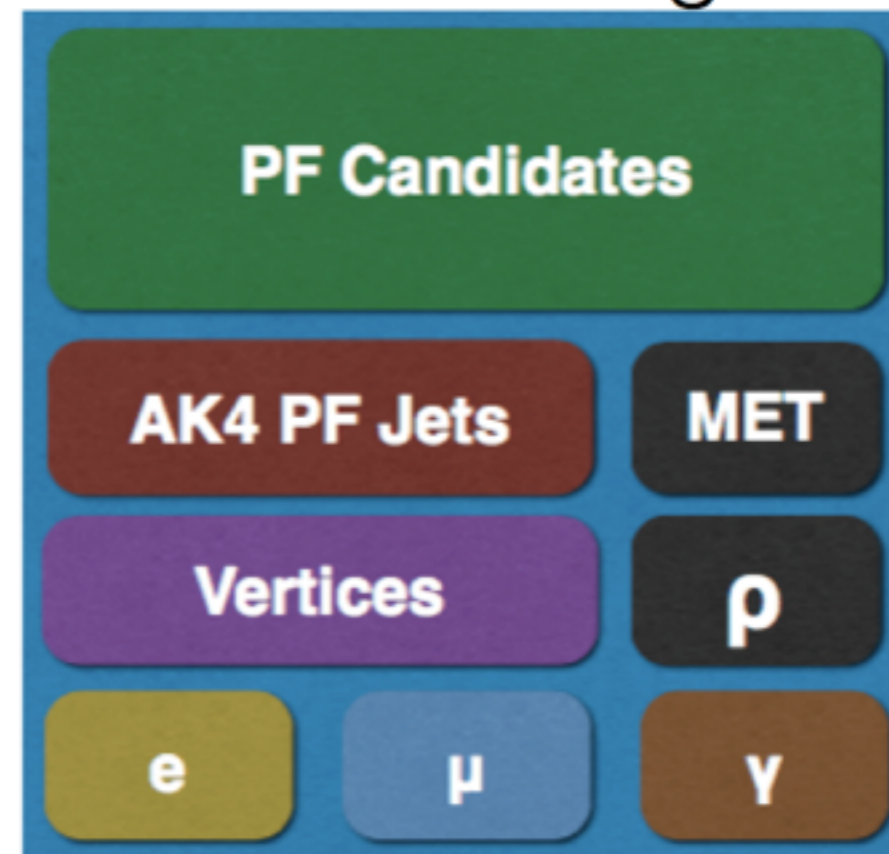 PF Candidates
AK4 PF Jets MET
Vertices ρ
e μ γ